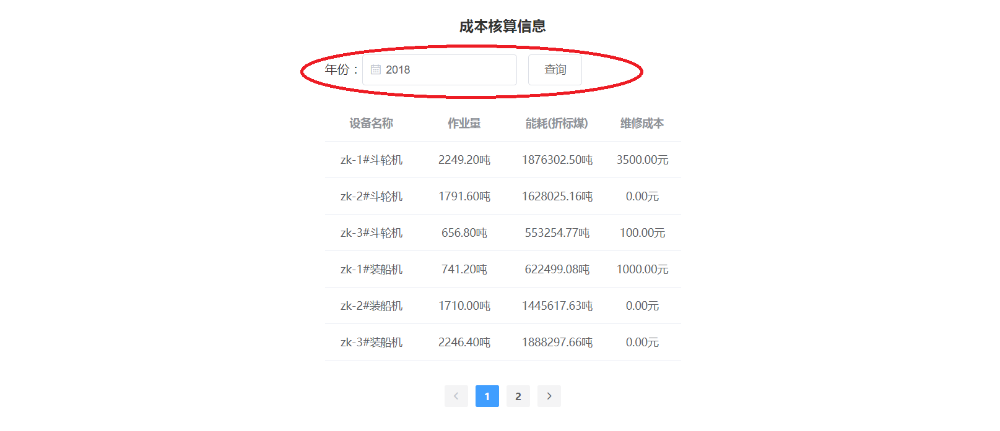 成本核算信息
年份： 2018 查询
设备名称 作业量 能耗(折标煤) 维修成本
zk-1#斗轮机 2249.20吨 1876302.50吨 3500.00元
zk-2#斗轮机 1791.60吨 1628025.16吨 0.00元
zk-3#斗轮机 656.80吨 553254.77吨 100.00元
zk-1#装船机 741.20吨 622499.08吨 1000.00元
zk-2#装船机 1710.00吨 1445617.63吨 0.00元
zk-3#装船机 2246.40吨 1888297.66吨 0.00元
1 2